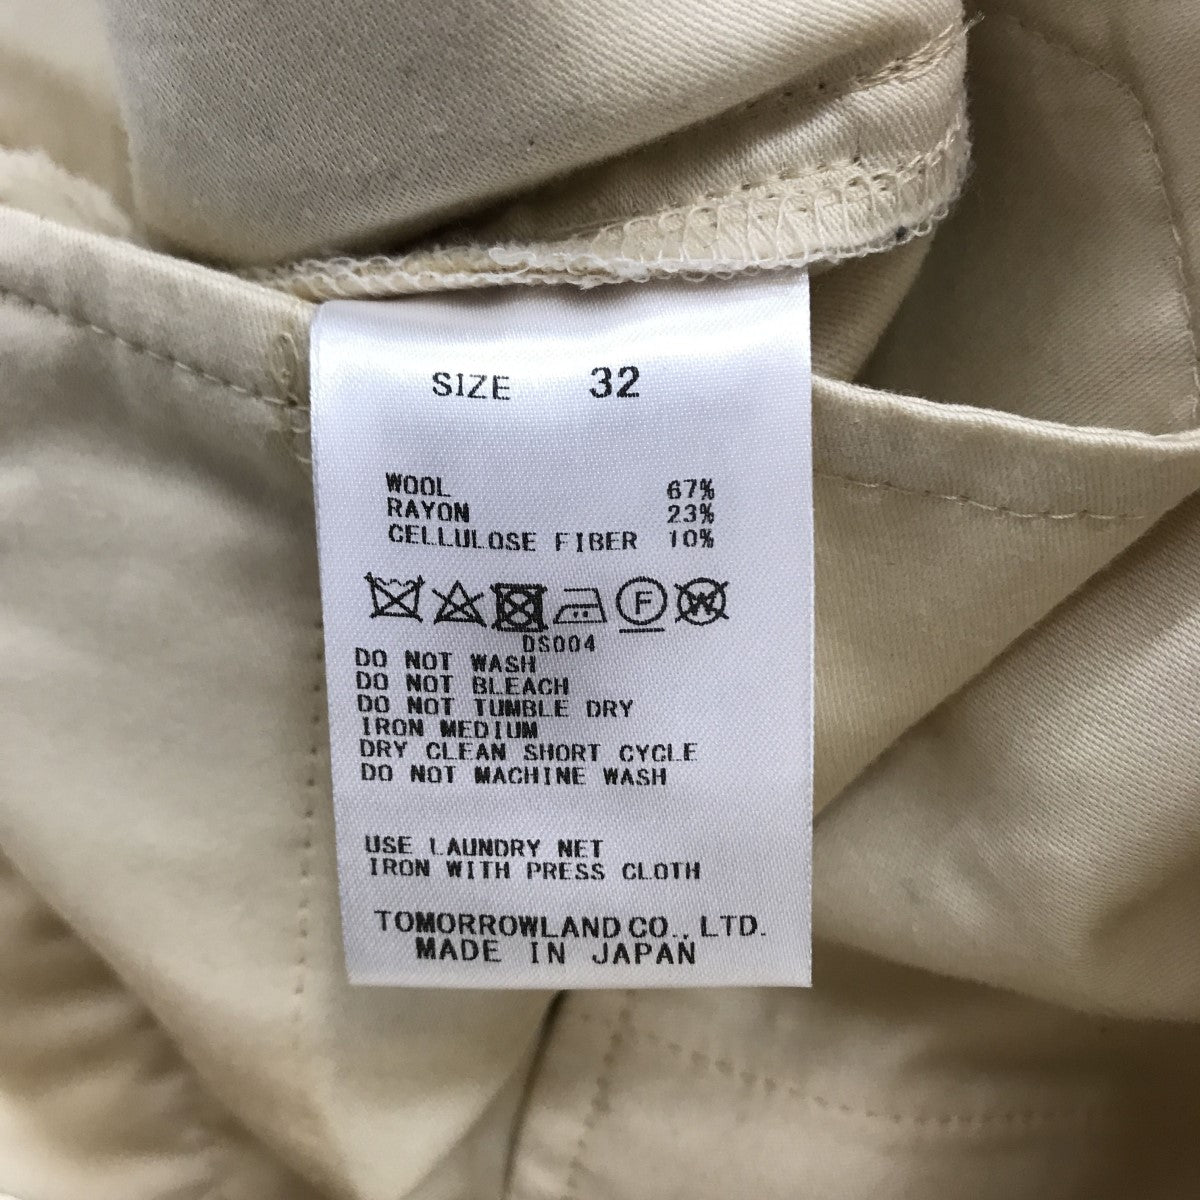 SIZE 32
WOOL 67%
RAYON 23%
CELLULOSE FIBER 10%
F W
DS004
DO NOT WASH
DO NOT BLEACH
DO NOT TUMBLE DRY
IRON MEDIUM
DRY CLEAN SHORT CYCLE
DO NOT MACHINE WASH
USE LAUNDRY NET
IRON WITH PRESS CLOTH
TOMORROWLAND CO., LTD.
MADE IN JAPAN